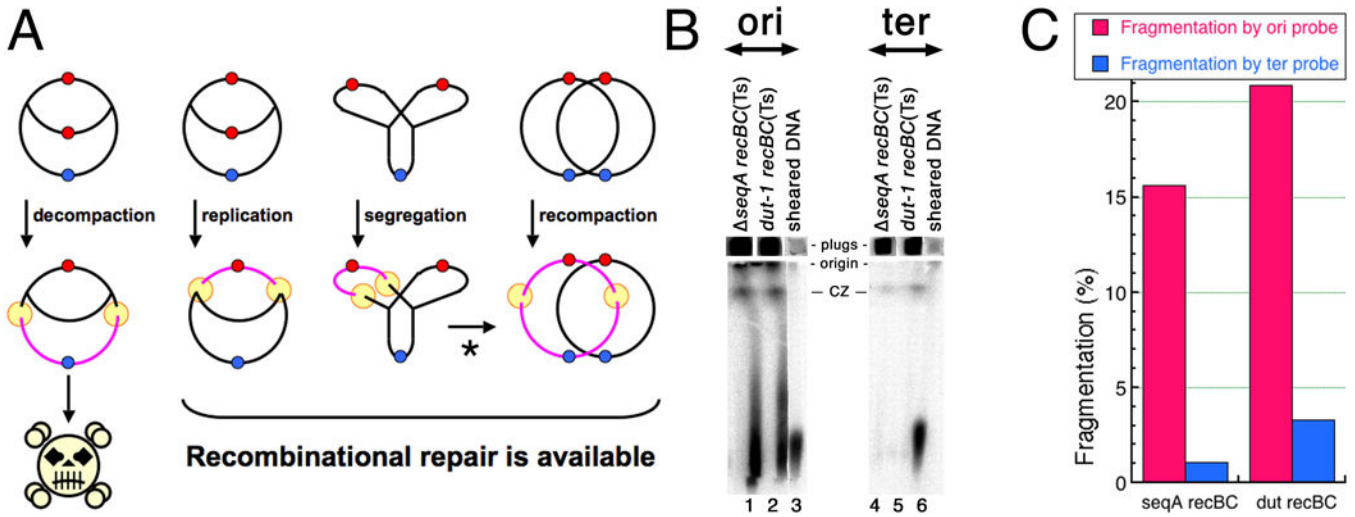 A
decompaction
replication
segregation
recompaction
*
Recombinational repair is available
B
ori
ter
ΔseqA recBC(Ts)
dut-1 recBC(Ts)
sheared DNA
ΔseqA recBC(Ts)
dut-1 recBC(Ts)
sheared DNA
- plugs -
- origin -
— CZ —
1 2 3 4 5 6
C
Fragmentation by ori probe
Fragmentation by ter probe
Fragmentation (%)
20
15
10
5
0
seqA recBC dut recBC